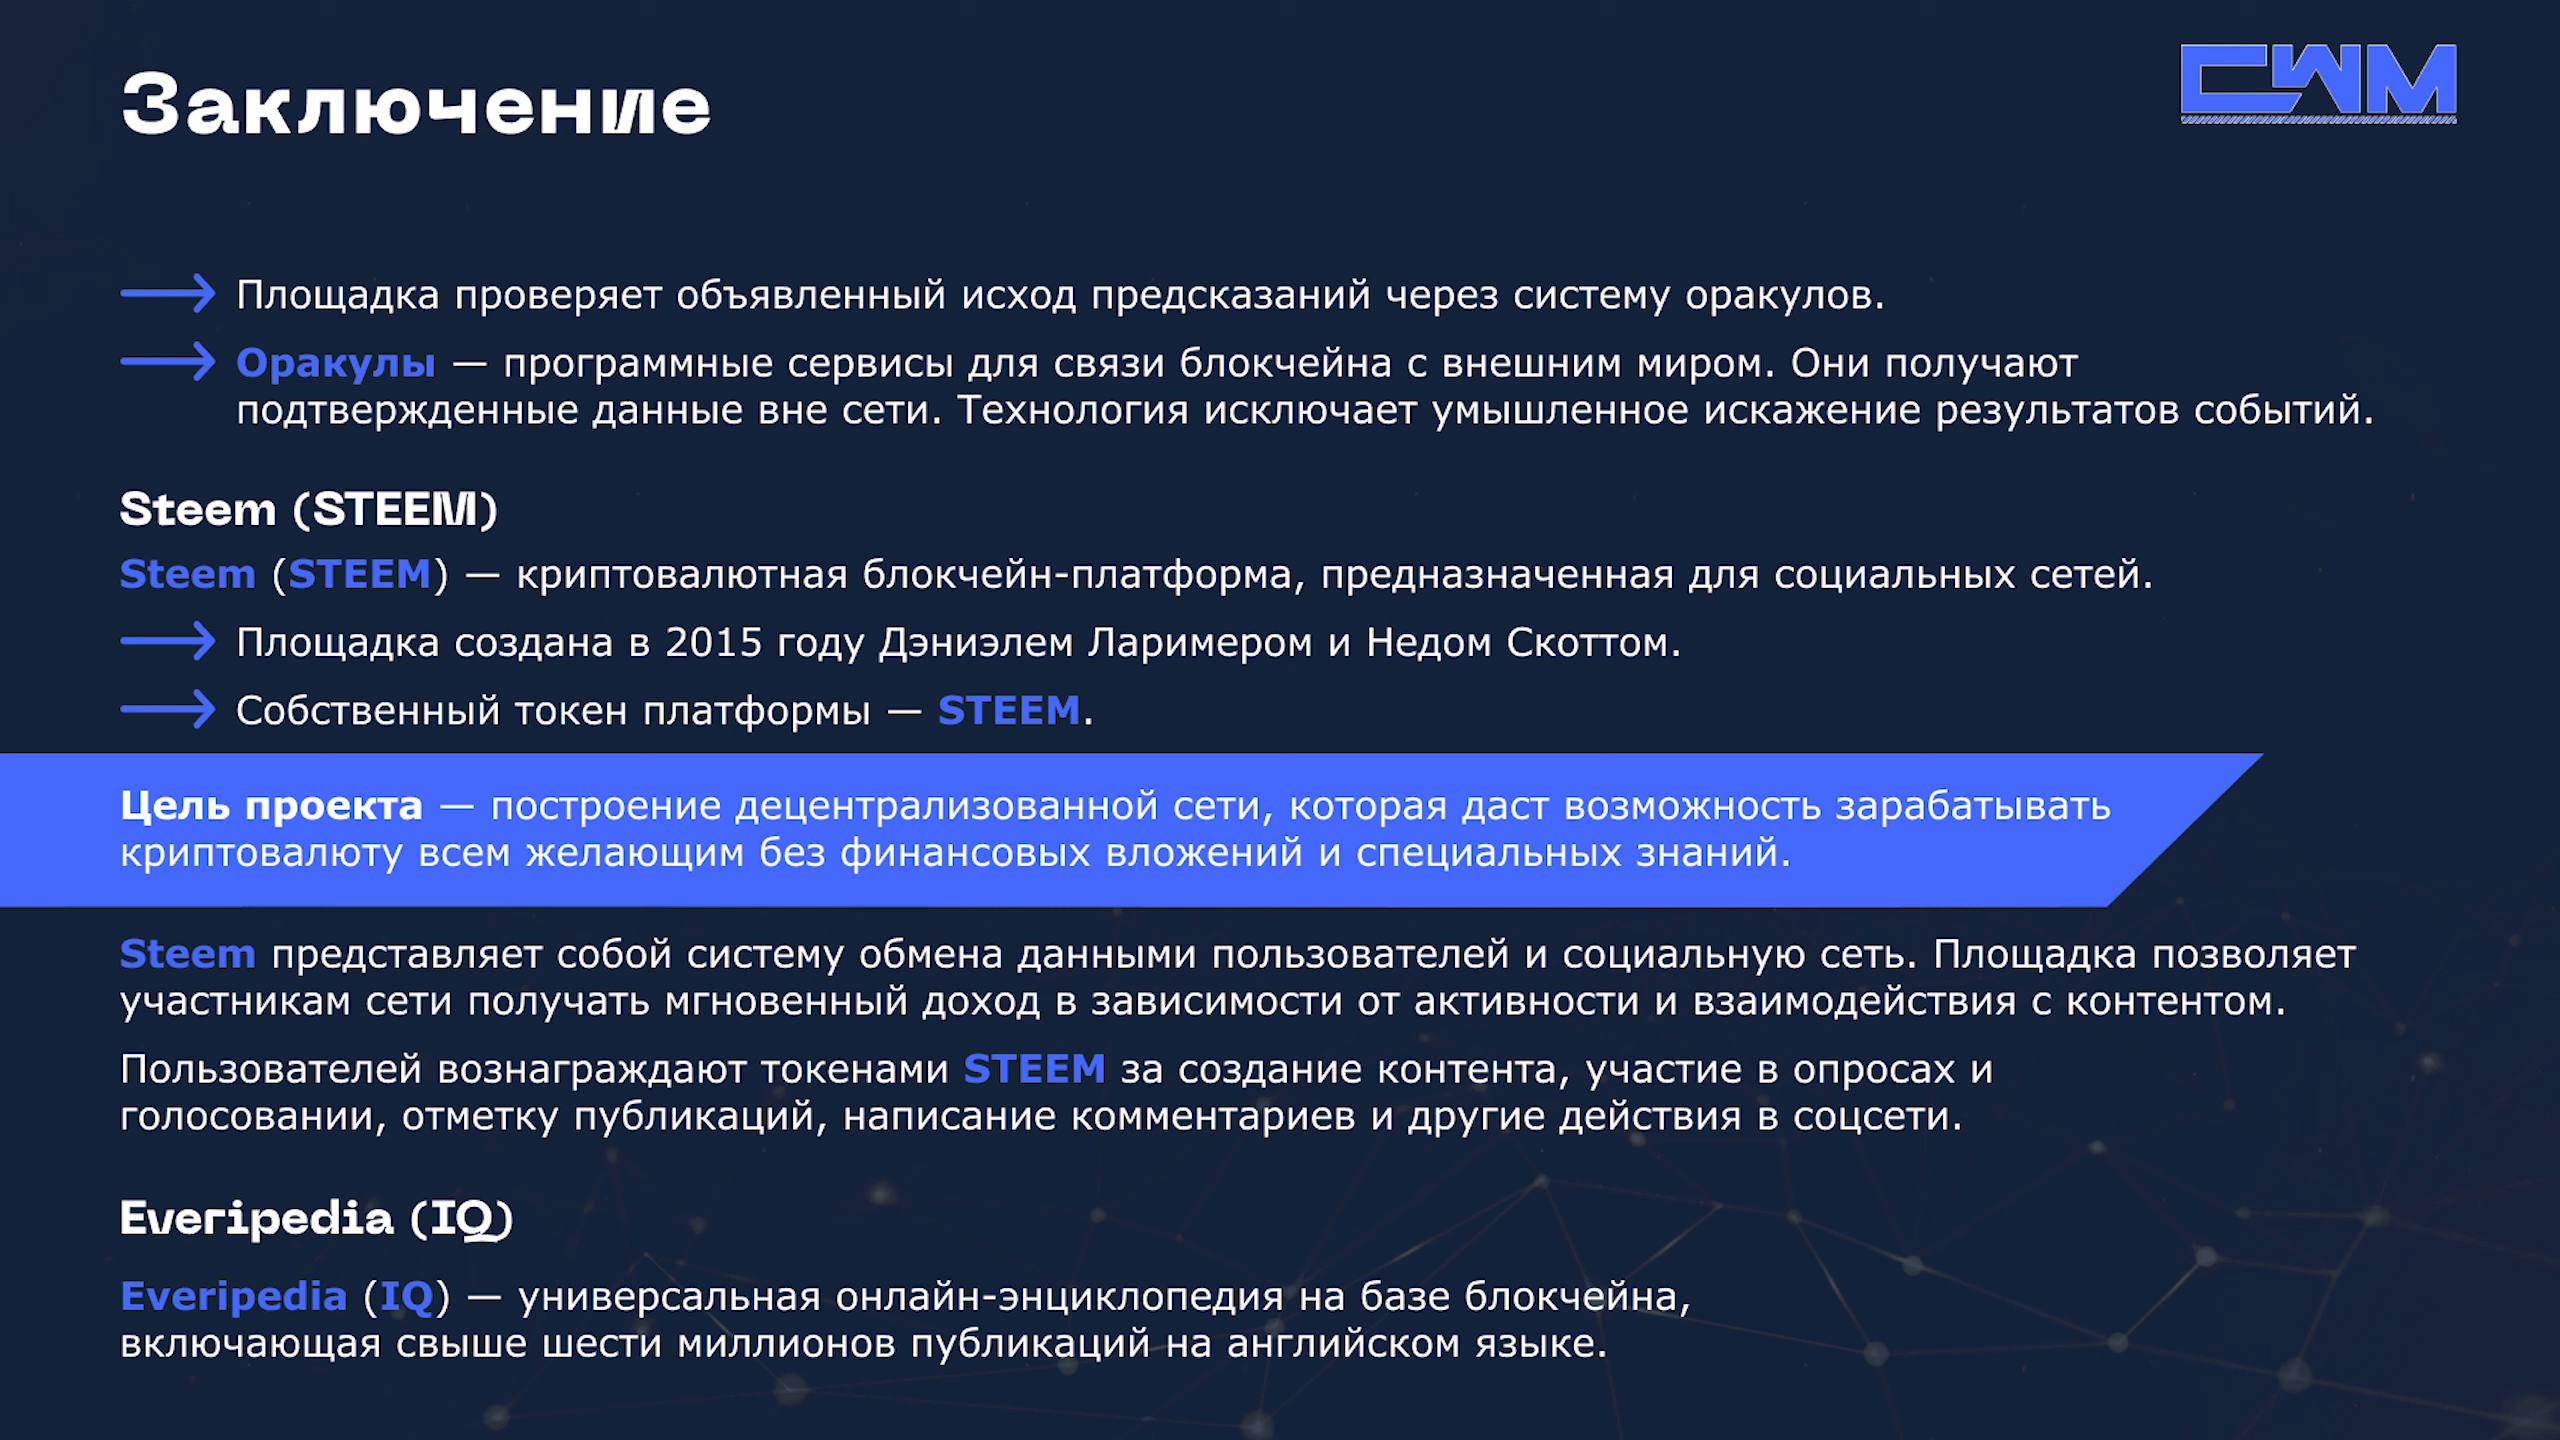 Заключение
CWM
Площадка проверяет объявленный исход предсказаний через систему оракулов.
Оракулы — программные сервисы для связи блокчейна с внешним миром. Они получают
подтвержденные данные вне сети. Технология исключает умышленное искажение результатов событий.
Steem (STEEM)
Steem (STEEM) — криптовалютная блокчейн-платформа, предназначенная для социальных сетей.
Площадка создана в 2015 году Дэниэлем Ларимером и Недом Скоттом.
Собственный токен платформы — STEEM.
Цель проекта — построение децентрализованной сети, которая даст возможность зарабатывать
криптовалюту всем желающим без финансовых вложений и специальных знаний.
Steem представляет собой систему обмена данными пользователей и социальную сеть. Площадка позволяет
участникам сети получать мгновенный доход в зависимости от активности и взаимодействия с контентом.
Пользователей вознаграждают токенами STEEM за создание контента, участие в опросах и
голосовании, отметку публикаций, написание комментариев и другие действия в соцсети.
Everipedia (IQ)
Everipedia (IQ) — универсальная онлайн-энциклопедия на базе блокчейна,
включающая свыше шести миллионов публикаций на английском языке.